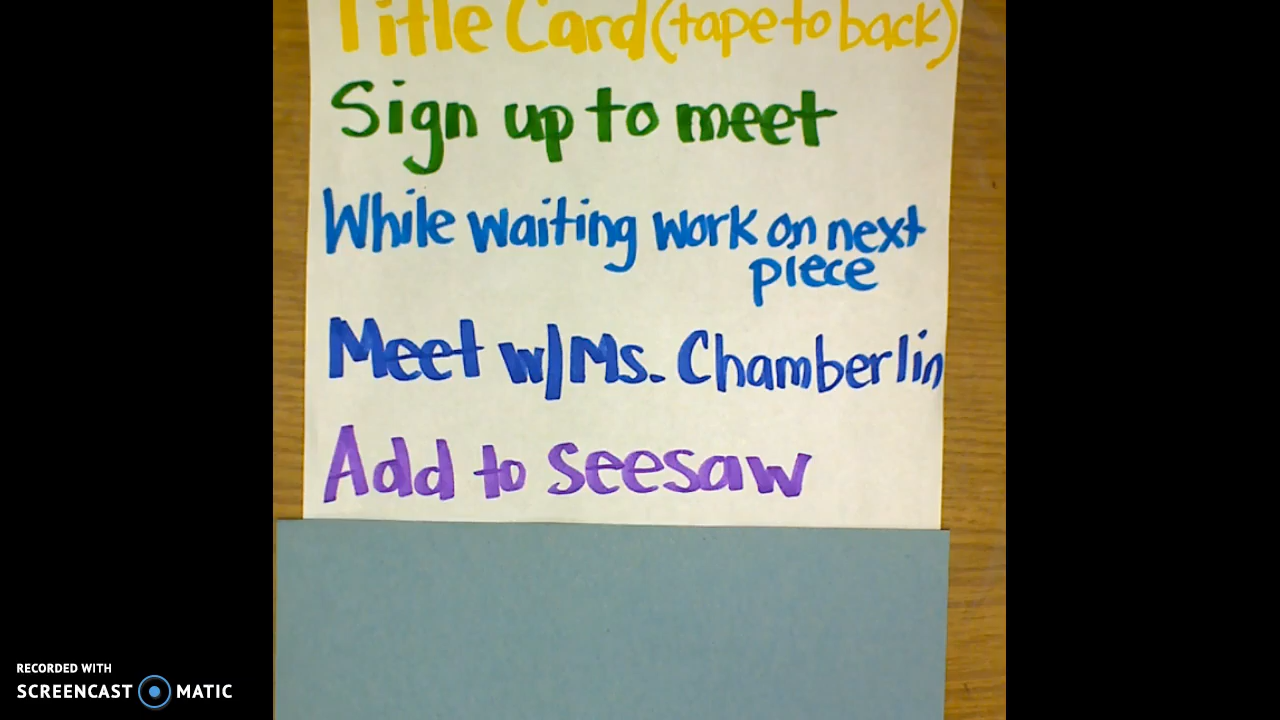 Title Card (tape to back)
Sign up to meet
While waiting work on next
piece
Meet w/Ms. Chamberlin
Add to seesaw
RECORDED WITH
SCREENCAST MATIC